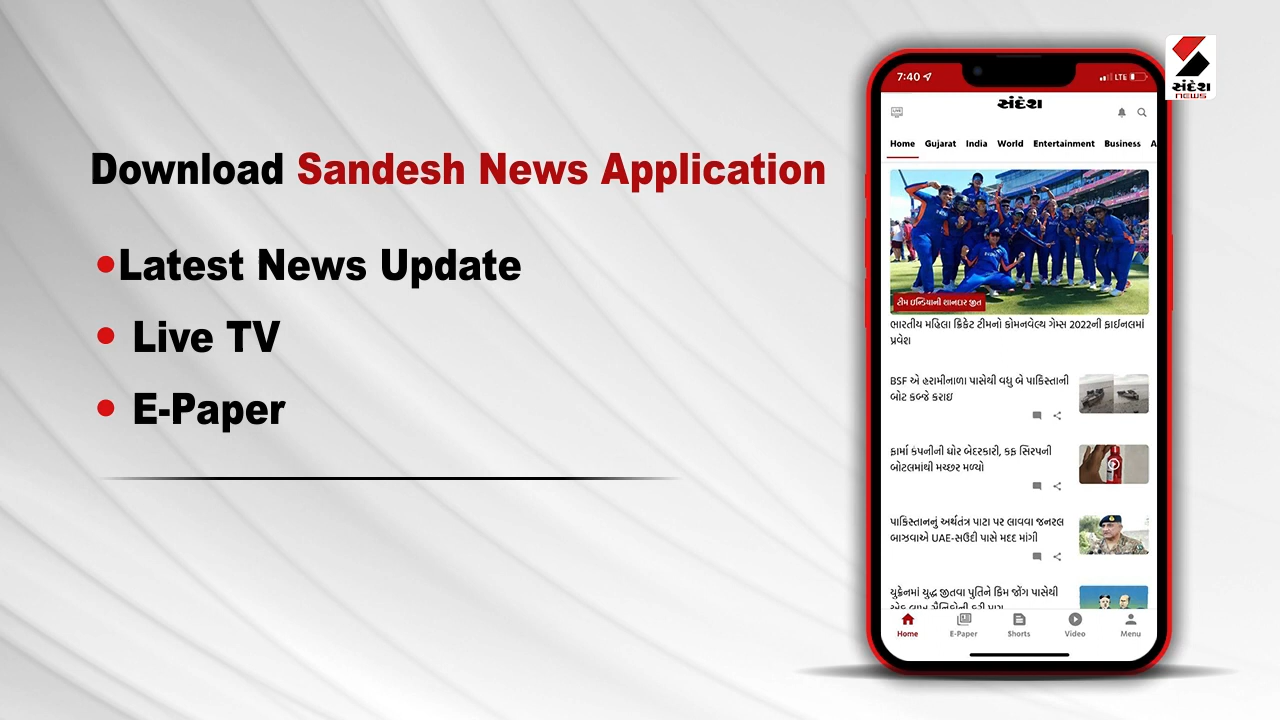 સંદેશ
NEWS
Download Sandesh News Application
•Latest News Update
• Live TV
• E-Paper
7:40
LTE
LIVE
સંદેશ
Home Gujarat India World Entertainment Business A
ટીમ ઇન્ડિયાની શાનદાર જીત
ભારતીય મહિલા ક્રિકેટ ટીમનો કોમનવેલ્થ ગેમ્સ 2022ની ફાઈનલમાં
પ્રવેશ
BSF એ હરામીનાળા પાસેથી વધુ બે પાકિસ્તાની
બોટ કબ્જે કરાઇ
ફાર્મા કંપનીની ઘોર બેદરકારી, કફ સિરપની
બોટલમાંથી મચ્છર મળ્યો
પાકિસ્તાનનું અર્થતંત્ર પાટા પર લાવવા જનરલ
બાઝવાએ UAE-સઉદી પાસે મદદ માંગી
યુક્રેનમાં યુદ્ધ જીતવા પુતિને કિમ જોંગ પાસેથી
Home E-Paper Shorts Video Menu